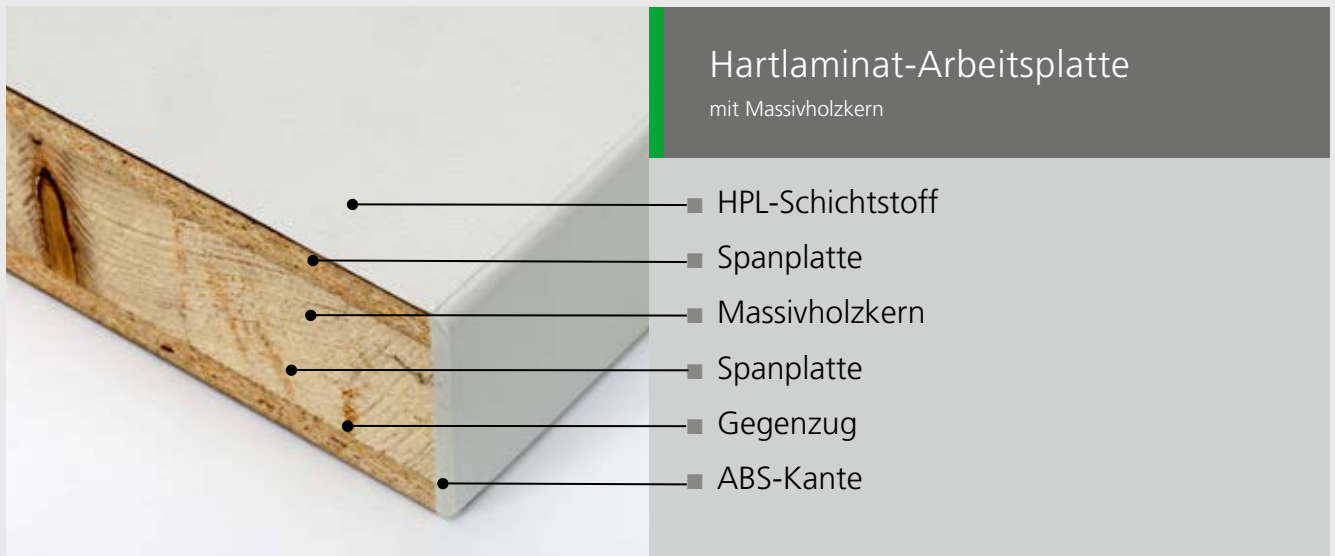 Hartlaminat-Arbeitsplatte
mit Massivholzkern
HPL-Schichtstoff
Spanplatte
Massivholzkern
Spanplatte
Gegenzug
ABS-Kante